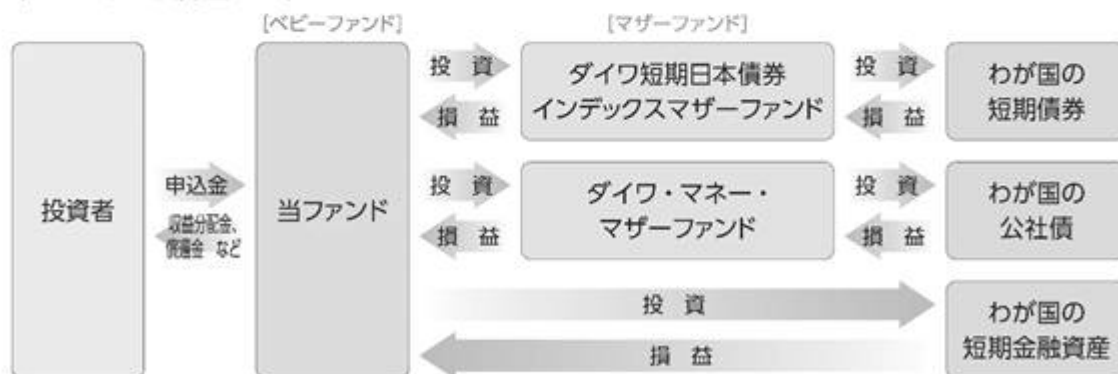 [ベビーファンド]
[マザーファンド]
投資者
申込金
収益分配金、
償還金 など
当ファンド
投 資
損 益
ダイワ短期日本債券
インデックスマザーファンド
投 資
損 益
わが国の
短期債券
投 資
損 益
ダイワ・マネー・
マザーファンド
投 資
損 益
わが国の
公社債
投 資
損 益
わが国の
短期金融資産